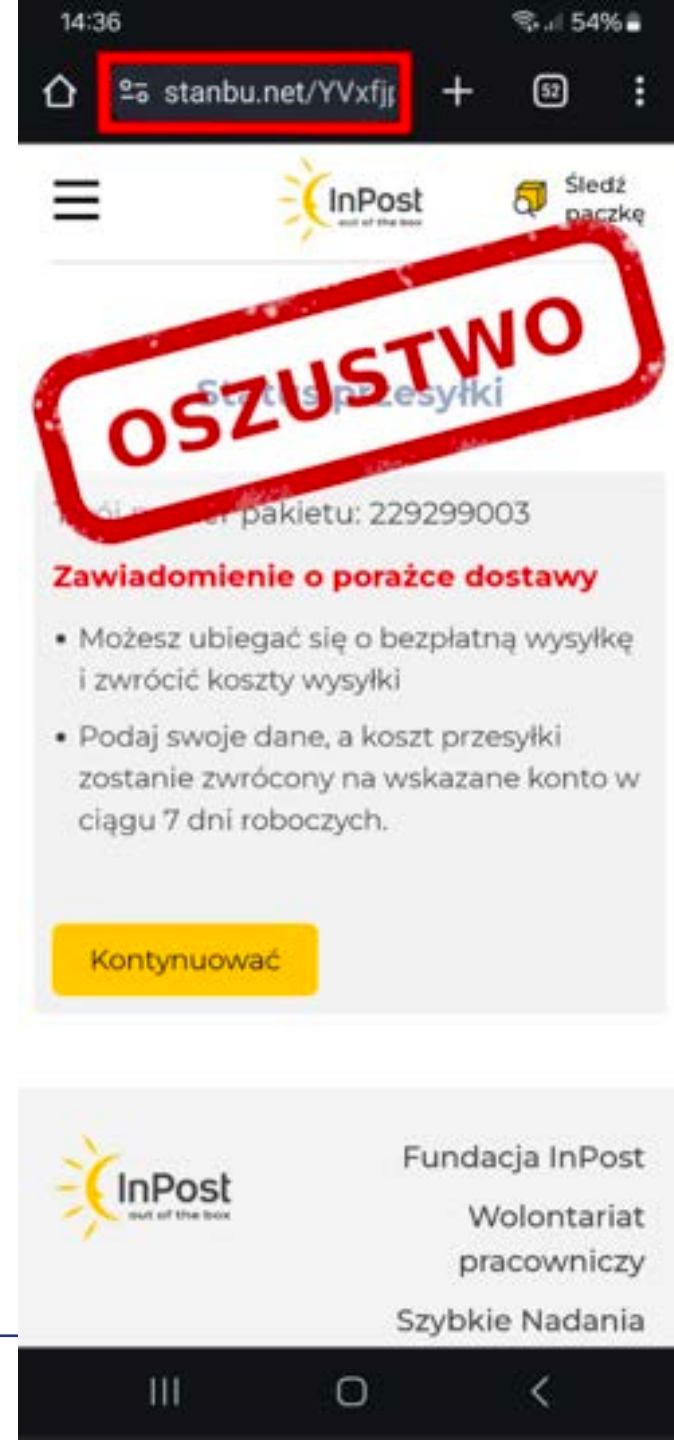 14:36
54%
stanbu.net/YVxfj
52
InPost
out of the box
Śledź
paczkę
OSZUSTWO
Status przesyłki
pakietu: 229299003
Zawiadomienie o porażce dostawy
• Możesz ubiegać się o bezpłatną wysyłkę
i zwrócić koszty wysyłki
• Podaj swoje dane, a koszt przesyłki
zostanie zwrócony na wskazane konto w
ciągu 7 dni roboczych.
Kontynuować
InPost
out of the box
Fundacja InPost
Wolontariat
pracowniczy
Szybkie Nadania